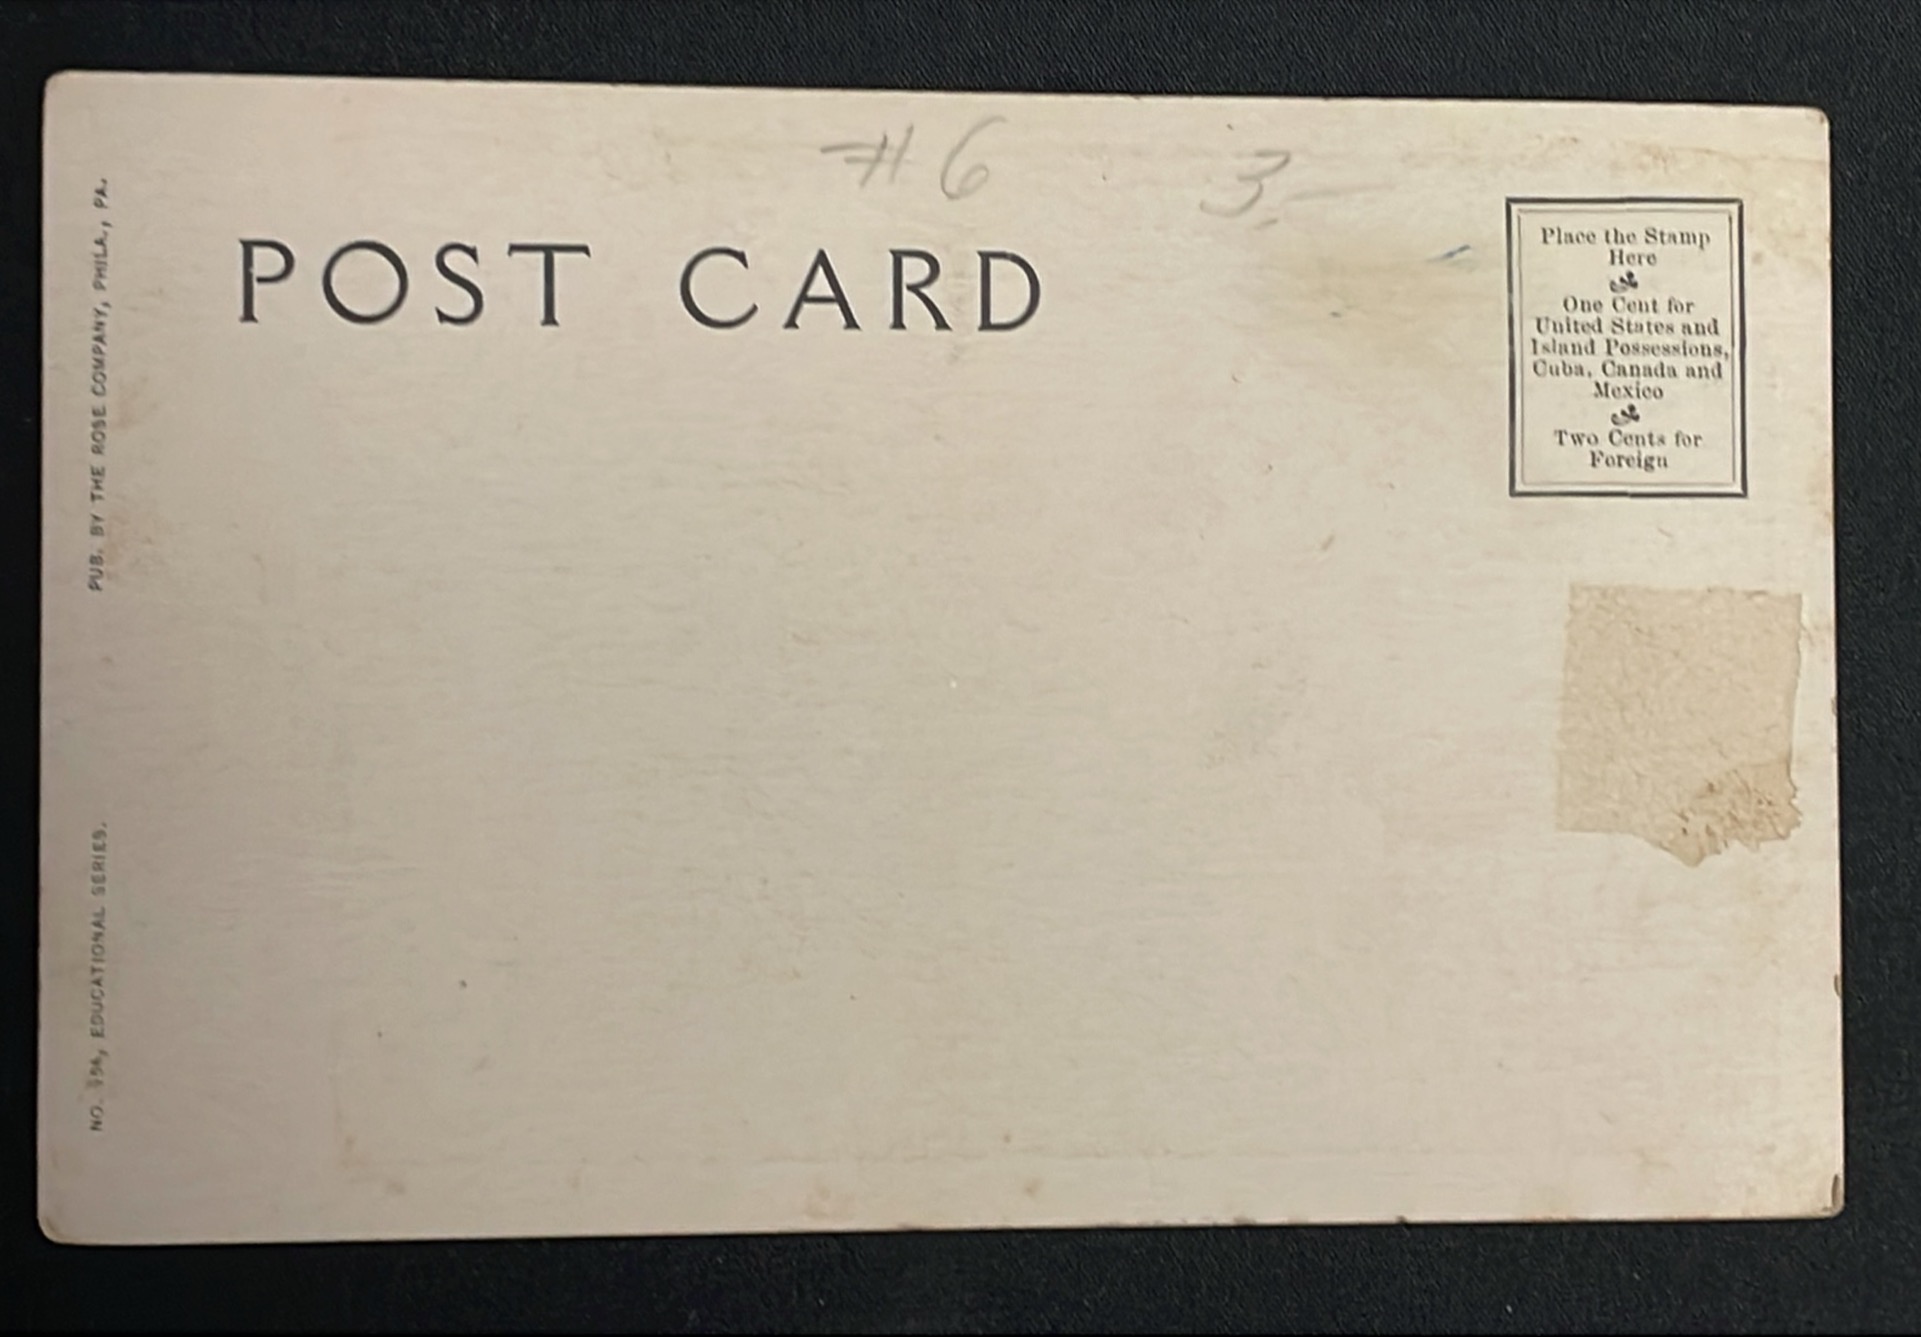 #6 3.-
POST CARD
Place the Stamp
Here
One Cent for
United States and
Island Possessions,
Cuba, Canada and
Mexico
Two Cents for
Foreign
PUB. BY THE ROSE COMPANY, PHILA., PA.
NO. EDUCATIONAL SERIES.